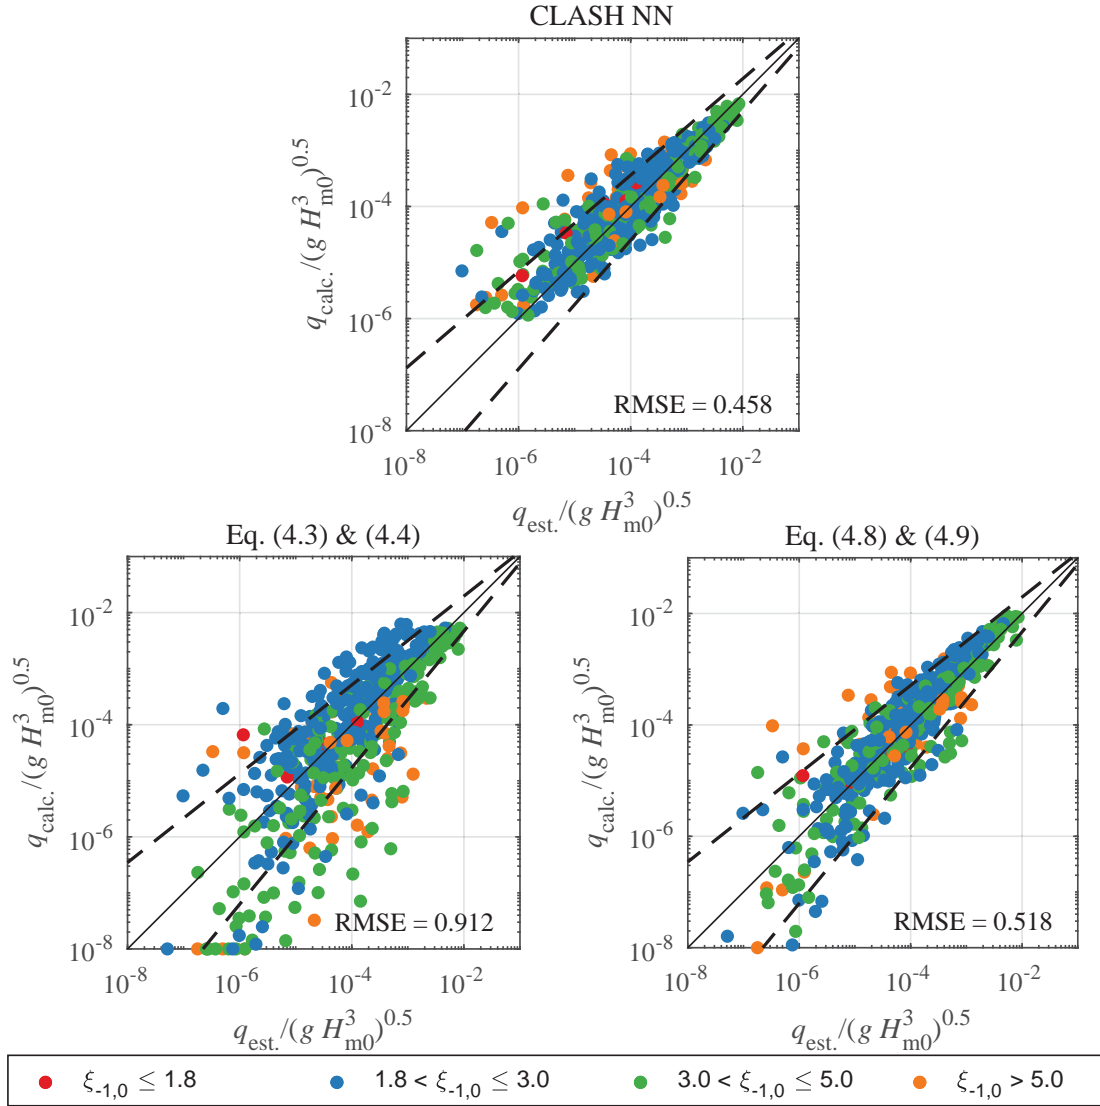 CLASH NN
10^-2
10^-4
10^-6
10^-8
q_calc./(g H^3_m0)^0.5
RMSE = 0.458
10^-8 10^-6 10^-4 10^-2
q_est./(g H^3_m0)^0.5
Eq. (4.3) & (4.4)
10^-2
10^-4
10^-6
10^-8
q_calc./(g H^3_m0)^0.5
RMSE = 0.912
10^-8 10^-6 10^-4 10^-2
q_est./(g H^3_m0)^0.5
Eq. (4.8) & (4.9)
10^-2
10^-4
10^-6
10^-8
q_calc./(g H^3_m0)^0.5
RMSE = 0.518
10^-8 10^-6 10^-4 10^-2
q_est./(g H^3_m0)^0.5
ξ_-1,0 ≤ 1.8 1.8 < ξ_-1,0 ≤ 3.0 3.0 < ξ_-1,0 ≤ 5.0 ξ_-1,0 > 5.0